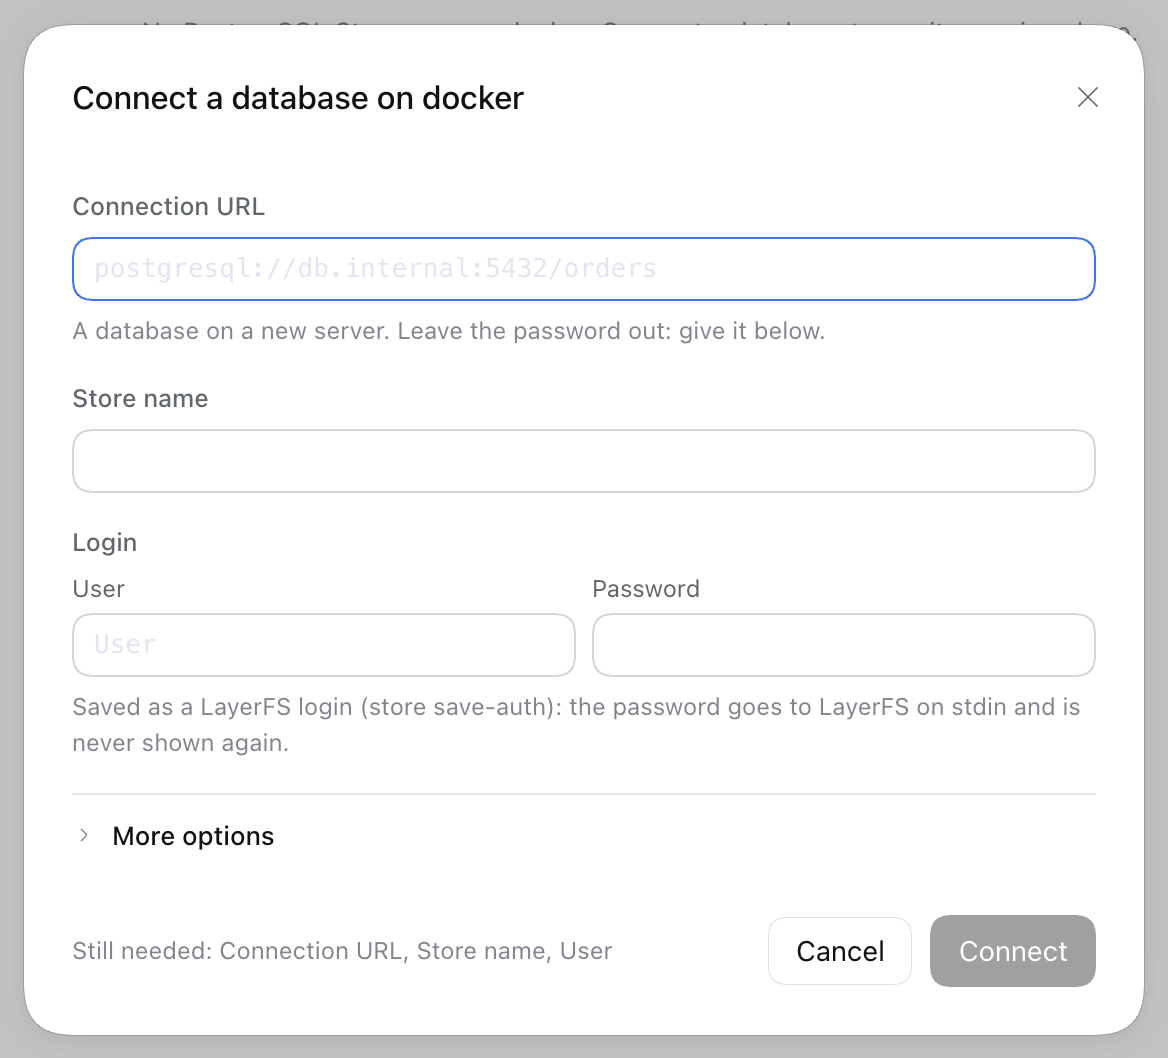 Connect a database on docker
Connection URL
postgresql://db.internal:5432/orders
A database on a new server. Leave the password out: give it below.
Store name
Login
User
Password
User
Saved as a LayerFS login (store save-auth): the password goes to LayerFS on stdin and is
never shown again.
More options
Still needed: Connection URL, Store name, User
Cancel
Connect